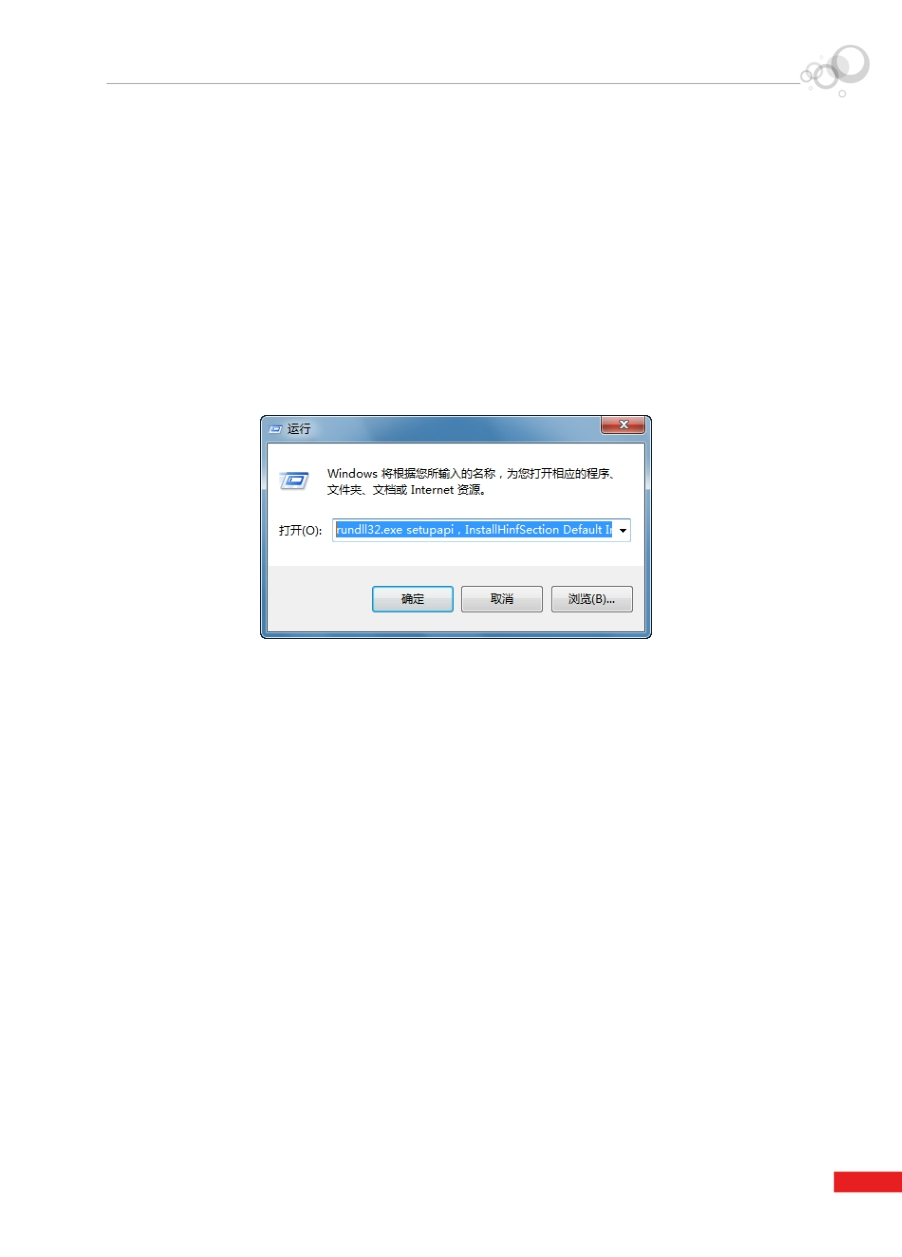 运行
Windows 将根据您所输入的名称，为您打开相应的程序、
文件夹、文档或 Internet 资源。
打开(O): rundll32.exe setupapi , InstallHinfSection Default
确定 取消 浏览(B)...